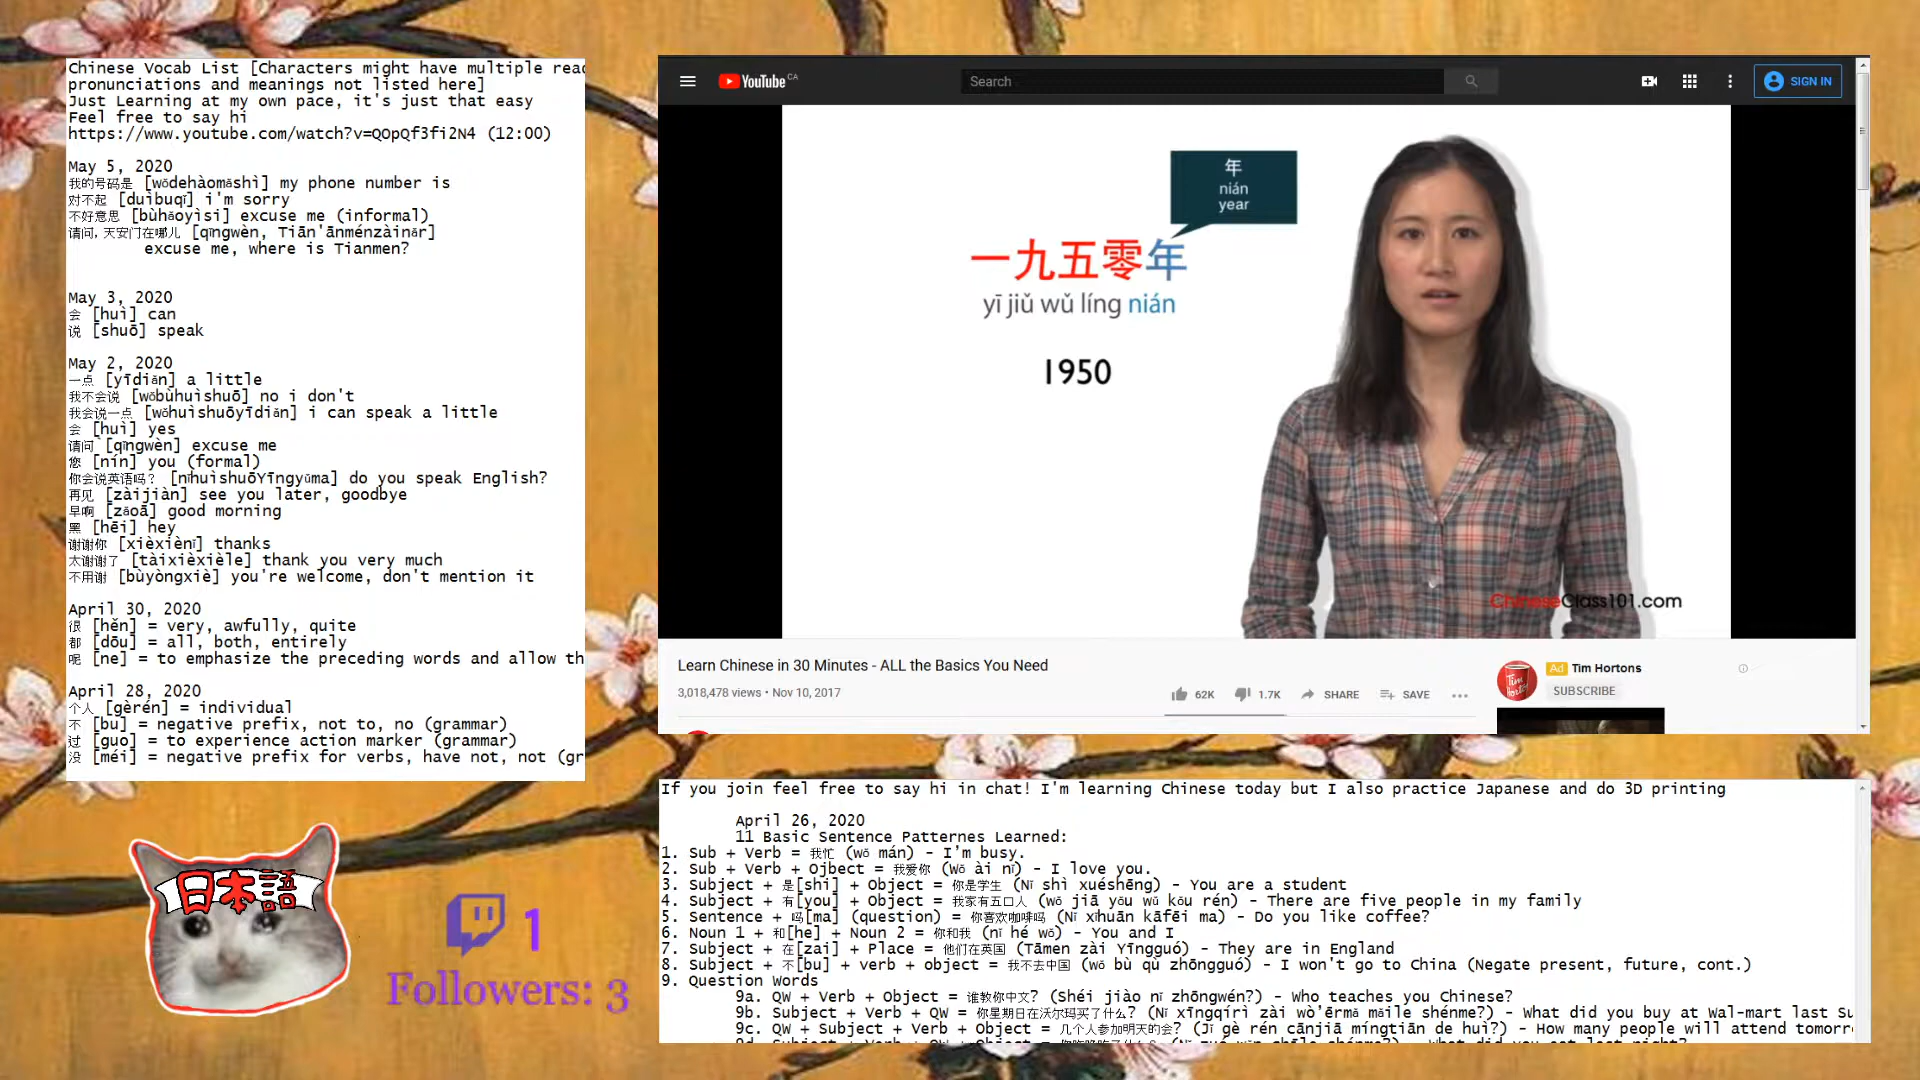 Chinese Vocab List [Characters might have multiple read
pronunciations and meanings not listed here]
Just Learning at my own pace, it's just that easy
Feel free to say hi
https://www.youtube.com/watch?v=QOpQf3fi2N4 (12:00)
May 5, 2020
我的号码是 [wǒdehàomǎshì] my phone number is
对不起 [duìbuqǐ] i'm sorry
不好意思 [bùhǎoyìsi] excuse me (informal)
请问, 天安门在哪儿 [qǐngwèn, Tiān'ānménzàinǎr]
excuse me, where is Tianmen?
May 3, 2020
会 [huì] can
说 [shuō] speak
May 2, 2020
一点 [yīdiǎn] a little
我不会说 [wǒbùhuìshuō] no i don't
我会说一点 [wǒhuìshuōyīdiǎn] i can speak a little
会 [huì] yes
请问 [qǐngwèn] excuse me
您 [nín] you (formal)
你会说英语吗? [nǐhuìshuōYīngyǔma] do you speak English?
再见 [zàijiàn] see you later, goodbye
早啊 [zǎoā] good morning
黑 [hēi] hey
谢谢你 [xièxiènǐ] thanks
太谢谢了 [tàixièxièle] thank you very much
不用谢 [bùyòngxiè] you're welcome, don't mention it
April 30, 2020
很 [hěn] = very, awfully, quite
都 [dōu] = all, both, entirely
呢 [ne] = to emphasize the preceding words and allow th
April 28, 2020
个人 [gèrén] = individual
不 [bu] = negative prefix, not to, no (grammar)
过 [guo] = to experience action marker (grammar)
没 [méi] = negative prefix for verbs, have not, not (gr
YouTube CA
Search
SIGN IN
年
nián
year
一九五零年
yī jiǔ wǔ líng nián
1950
ChineseClass101.com
Learn Chinese in 30 Minutes - ALL the Basics You Need
3,018,478 views • Nov 10, 2017
62K
1.7K
SHARE
SAVE
Ad Tim Hortons
SUBSCRIBE
If you join feel free to say hi in chat! I'm learning Chinese today but I also practice Japanese and do 3D printing
April 26, 2020
11 Basic Sentence Patternes Learned:
1. Sub + Verb = 我忙 (wǒ mán) - I'm busy.
2. Sub + Verb + Ojbect = 我爱你 (Wǒ ài nǐ) - I love you.
3. Subject + 是[shi] + Object = 你是学生 (Nǐ shì xuéshēng) - You are a student
4. Subject + 有[you] + Object = 我家有五口人 (wǒ jiā yǒu wǔ kǒu rén) - There are five people in my family
5. Sentence + 吗[ma] (question) = 你喜欢咖啡吗 (Nǐ xǐhuān kāfēi ma) - Do you like coffee?
6. Noun 1 + 和[he] + Noun 2 = 你和我 (nǐ hé wǒ) - You and I
7. Subject + 在[zai] + Place = 他们在英国 (Tāmen zài Yīngguó) - They are in England
8. Subject + 不[bu] + verb + object = 我不去中国 (wǒ bù qù zhōngguó) - I won't go to China (Negate present, future, cont.)
9. Question Words
9a. QW + Verb + Object = 谁教你中文? (Shéi jiào nǐ zhōngwén?) - Who teaches you Chinese?
9b. Subject + Verb + QW = 你星期日在沃尔玛买了什么? (Nǐ xīngqírì zài wò'ērmǎ mǎile shénme?) - What did you buy at Wal-mart last Su
9c. QW + Subject + Verb + Object = 几个人参加明天的会? (Jǐ gè rén cānjiā míngtiān de huì?) - How many people will attend tomorr
日本語
1
Followers: 3